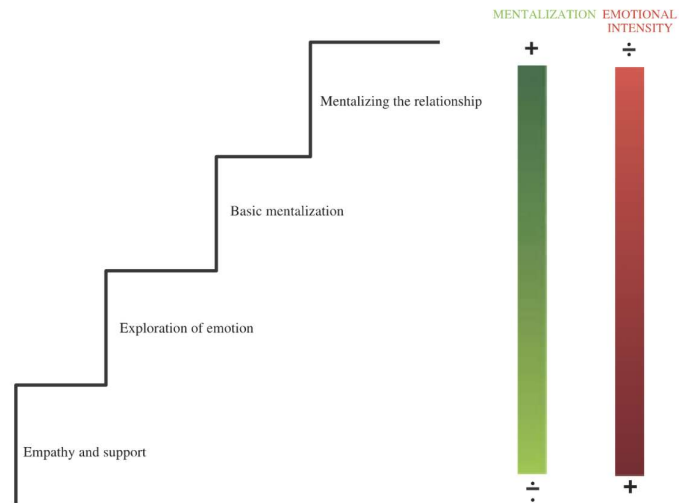 MENTALIZATION
EMOTIONAL
INTENSITY
+
÷
Mentalizing the relationship
Basic mentalization
Exploration of emotion
Empathy and support
÷
+